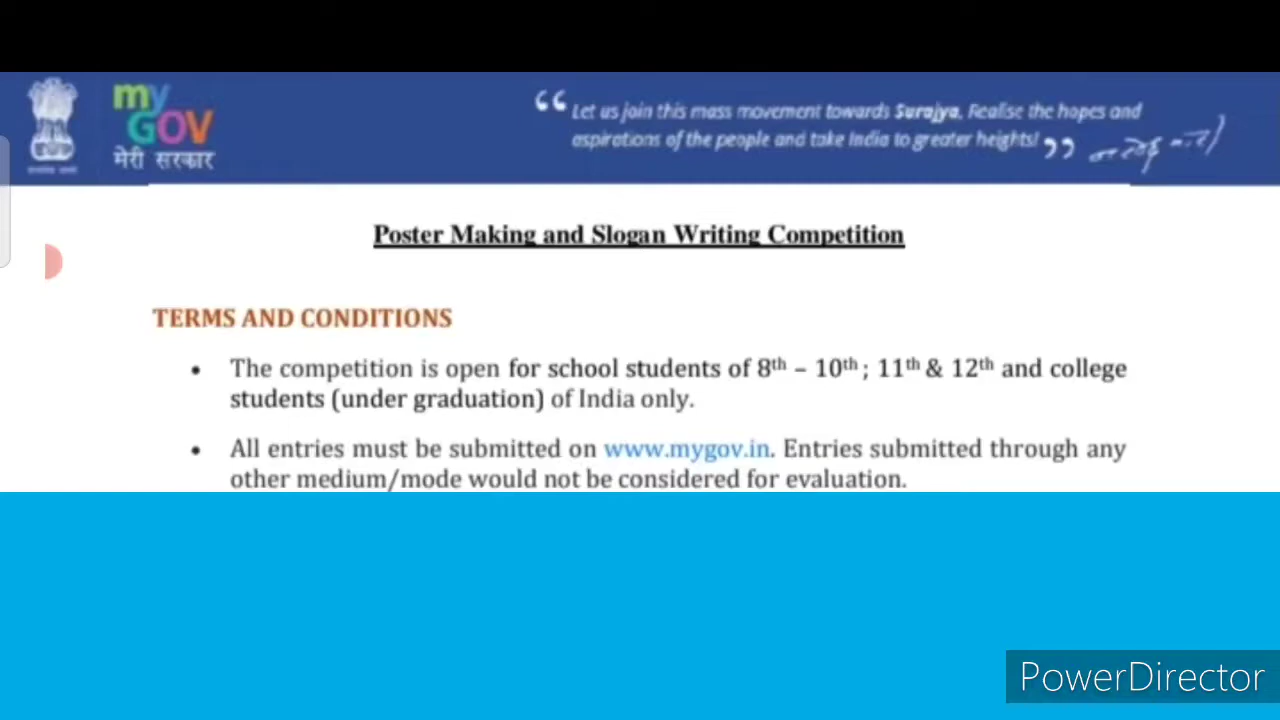 my
GOV
मेरी सरकार
“ Let us join this mass movement towards Surajya. Realise the hopes and
aspirations of the people and take India to greater heights! ”
Poster Making and Slogan Writing Competition
TERMS AND CONDITIONS
• The competition is open for school students of 8th – 10th ; 11th & 12th and college
students (under graduation) of India only.
• All entries must be submitted on www.mygov.in. Entries submitted through any
other medium/mode would not be considered for evaluation.
PowerDirector